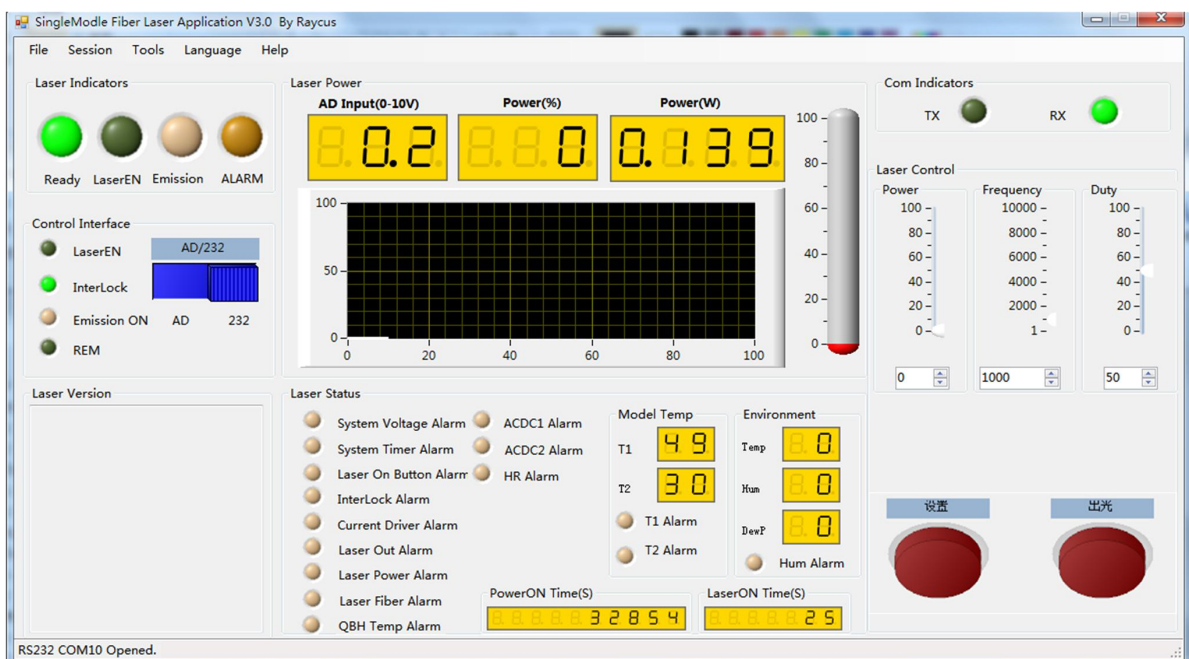 SingleModle Fiber Laser Application V3.0 By Raycus
File Session Tools Language Help
Laser Indicators
Ready LaserEN Emission ALARM
Control Interface
LaserEN
AD/232
InterLock
Emission ON
AD 232
REM
Laser Version
Laser Power
AD Input(0-10V) Power(%) Power(W)
0.2 0 0.139
100
80
60
40
20
0
100
50
0
0 20 40 60 80 100
Laser Status
System Voltage Alarm
System Timer Alarm
Laser On Button Alarm
InterLock Alarm
Current Driver Alarm
Laser Out Alarm
Laser Power Alarm
Laser Fiber Alarm
QBH Temp Alarm
ACDC1 Alarm
ACDC2 Alarm
HR Alarm
Model Temp
T1 49
T2 30
T1 Alarm
T2 Alarm
Environment
Temp 0
Hum 0
DewP 0
Hum Alarm
PowerON Time(S)
32854
LaserON Time(S)
25
Com Indicators
TX RX
Laser Control
Power
100
80
60
40
20
0
0
Frequency
10000
8000
6000
4000
2000
1
1000
Duty
100
80
60
40
20
0
50
设置
出光
RS232 COM10 Opened.